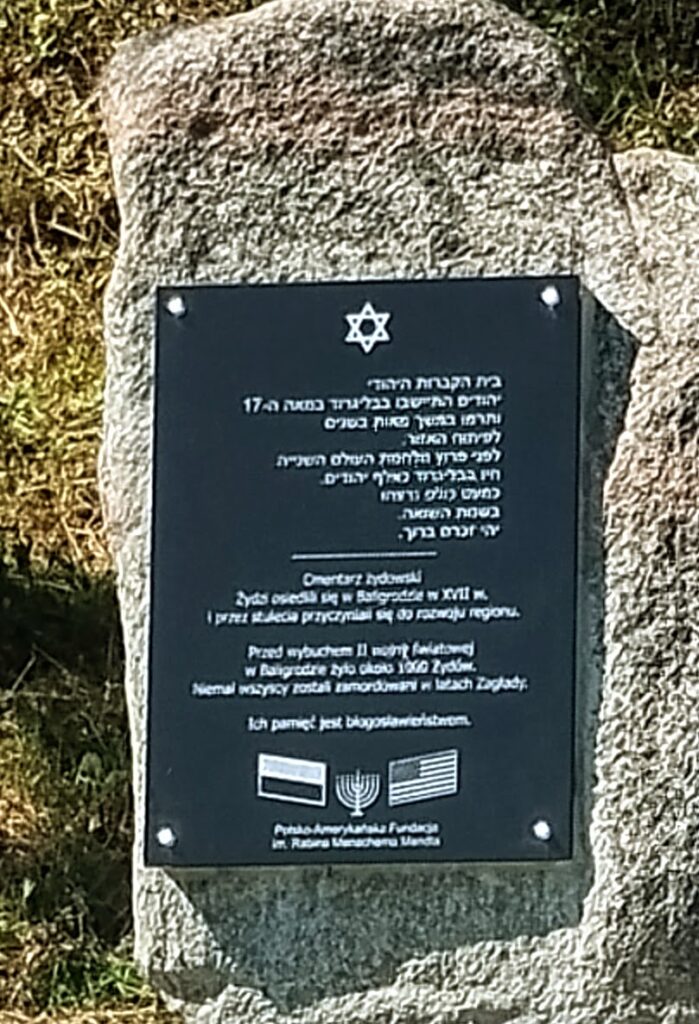 בית הקברות היהודי
יהודים התיישבו בבליגרוד במאה ה-17
ותרמו במשך מאות בשנים
לפיתוח האזור.
לפני פרוץ מלחמת העולם השנייה
חיו בבליגרוד כאלף יהודים.
כמעט כולם נרצחו
בשנות השואה.
יהי זכרם ברוך.
Cmentarz żydowski
Żydzi osiedlili się w Baligrodzie w XVII w.
i przez stulecia przyczyniali się do rozwoju regionu.
Przed wybuchem II wojny światowej
w Baligrodzie żyło około 1000 Żydów.
Niemal wszyscy zostali zamordowani w latach Zagłady.
Ich pamięć jest błogosławieństwem.
Polsko-Amerykańska Fundacja
im. Rabina Menachema Mendla